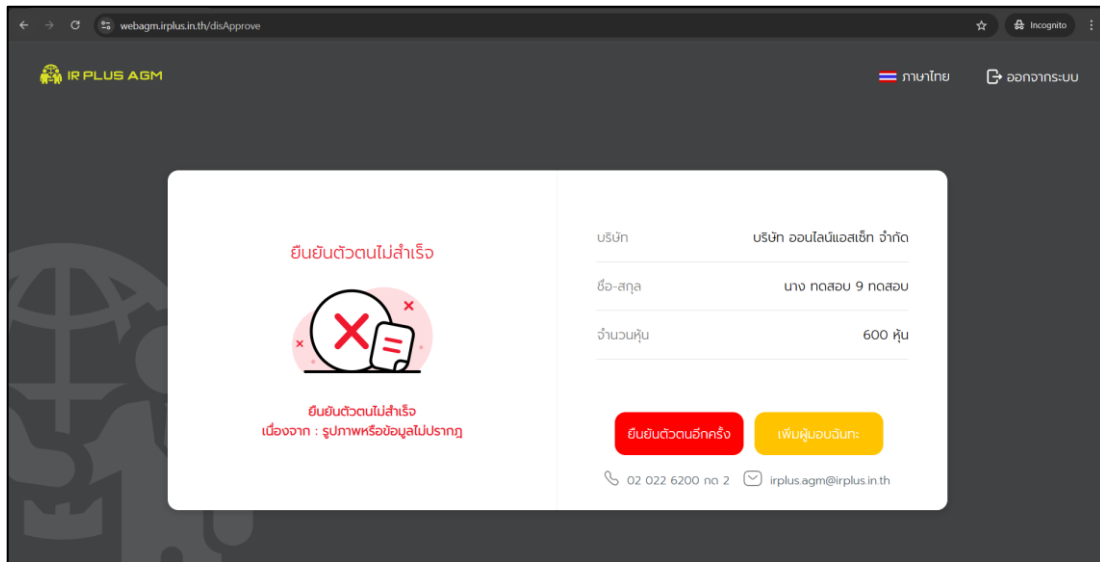 webagm.irplus.in.th/disApprove
Incognito
IR PLUS AGM
ภาษาไทย
ออกจากระบบ
ยืนยันตัวตนไม่สำเร็จ
ยืนยันตัวตนไม่สำเร็จ
เนื่องจาก : รูปภาพหรือข้อมูลไม่ปรากฎ
บริษัท บริษัท ออนไลน์แอสเซ็ท จำกัด
ชื่อ-สกุล นาง ทดสอบ 9 ทดสอบ
จำนวนหุ้น 600 หุ้น
ยืนยันตัวตนอีกครั้ง
เพิ่มผู้มอบฉันทะ
02 022 6200 กด 2 irplus.agm@irplus.in.th